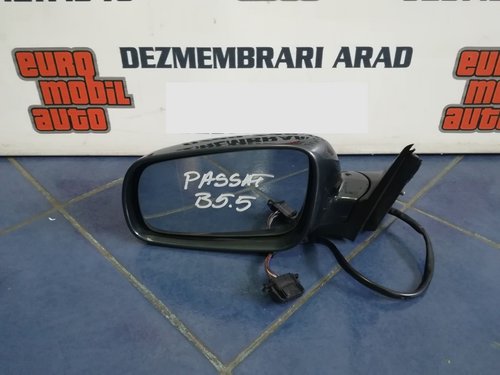 EURO
MOBIL
AUTO
DEZMEMBRARI ARAD
EURO
MOBIL
AUTO
PASSAT
B5.5